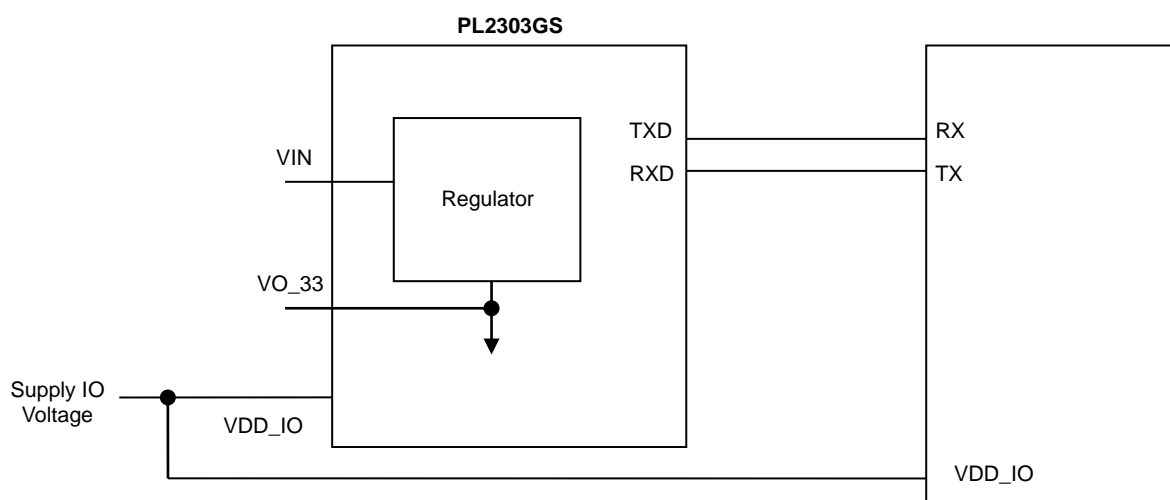 PL2303GS
TXD
RX
VIN
RXD
TX
Regulator
VO_33
Supply IO
Voltage
VDD_IO
VDD_IO